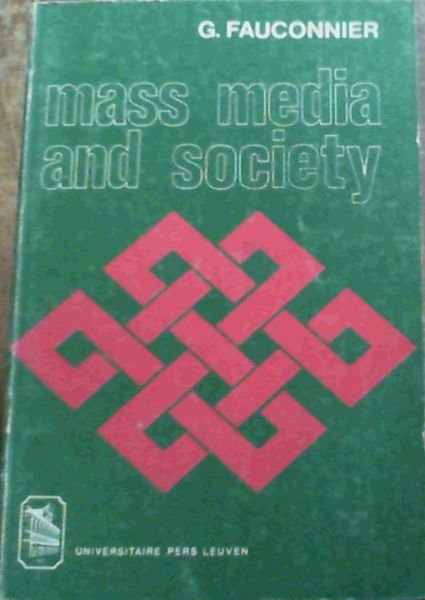 G. FAUCONNIER
mass media
and society
UNIVERSITAIRE PERS LEUVEN